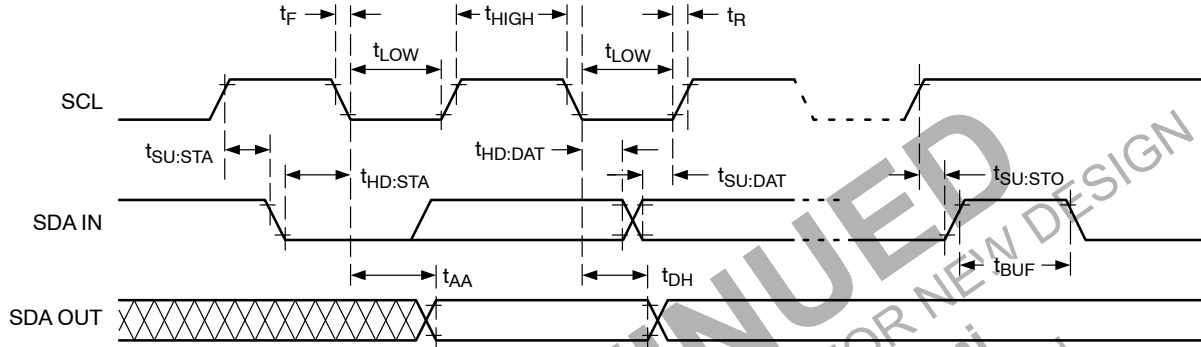 tF
tHIGH
tR
tLOW
tLOW
SCL
tSU:STA
tHD:STA
tHD:DAT
tSU:DAT
tSU:STO
SDA IN
tBUF
tAA
tDH
SDA OUT
NUED
FOR NEW DESIGN